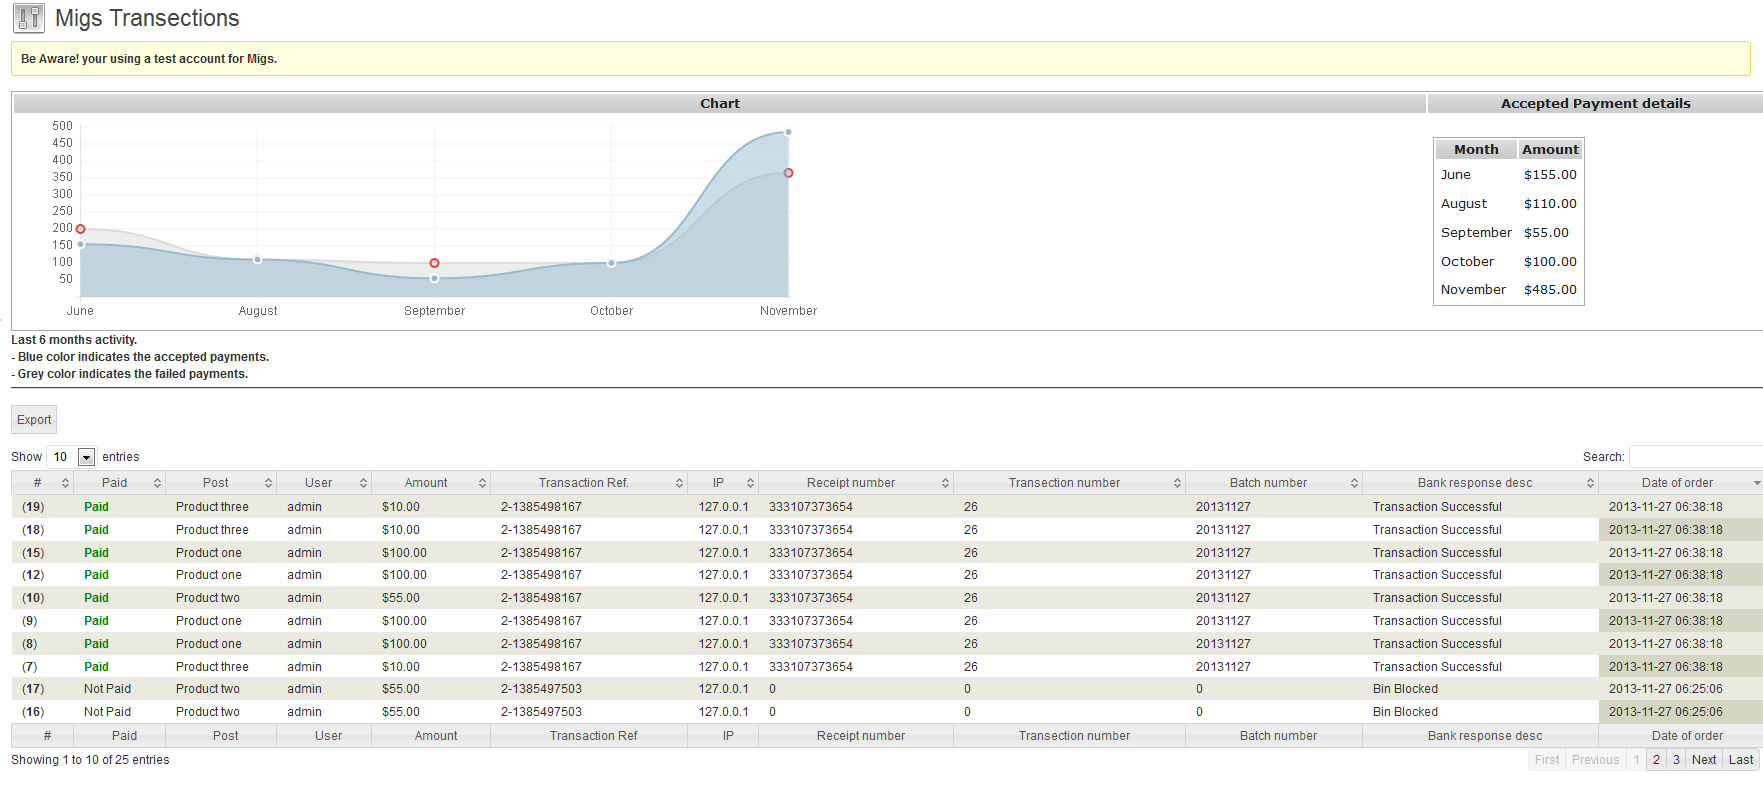 Migs Transections
Be Aware! your using a test account for Migs.
Chart
Accepted Payment details
500
450
400
350
300
250
200
150
100
50
June August September October November
Month Amount
June $155.00
August $110.00
September $55.00
October $100.00
November $485.00
Last 6 months activity.
- Blue color indicates the accepted payments.
- Grey color indicates the failed payments.
Export
Show 10 entries
Search:
# Paid Post User Amount Transaction Ref. IP Receipt number Transection number Batch number Bank response desc Date of order
(19) Paid Product three admin $10.00 2-1385498167 127.0.0.1 333107373654 26 20131127 Transaction Successful 2013-11-27 06:38:18
(18) Paid Product three admin $10.00 2-1385498167 127.0.0.1 333107373654 26 20131127 Transaction Successful 2013-11-27 06:38:18
(15) Paid Product one admin $100.00 2-1385498167 127.0.0.1 333107373654 26 20131127 Transaction Successful 2013-11-27 06:38:18
(12) Paid Product one admin $100.00 2-1385498167 127.0.0.1 333107373654 26 20131127 Transaction Successful 2013-11-27 06:38:18
(10) Paid Product two admin $55.00 2-1385498167 127.0.0.1 333107373654 26 20131127 Transaction Successful 2013-11-27 06:38:18
(9) Paid Product one admin $100.00 2-1385498167 127.0.0.1 333107373654 26 20131127 Transaction Successful 2013-11-27 06:38:18
(8) Paid Product one admin $100.00 2-1385498167 127.0.0.1 333107373654 26 20131127 Transaction Successful 2013-11-27 06:38:18
(7) Paid Product three admin $10.00 2-1385498167 127.0.0.1 333107373654 26 20131127 Transaction Successful 2013-11-27 06:38:18
(17) Not Paid Product two admin $55.00 2-1385497503 127.0.0.1 0 0 0 Bin Blocked 2013-11-27 06:25:06
(16) Not Paid Product two admin $55.00 2-1385497503 127.0.0.1 0 0 0 Bin Blocked 2013-11-27 06:25:06
# Paid Post User Amount Transaction Ref IP Receipt number Transection number Batch number Bank response desc Date of order
Showing 1 to 10 of 25 entries
First Previous 1 2 3 Next Last